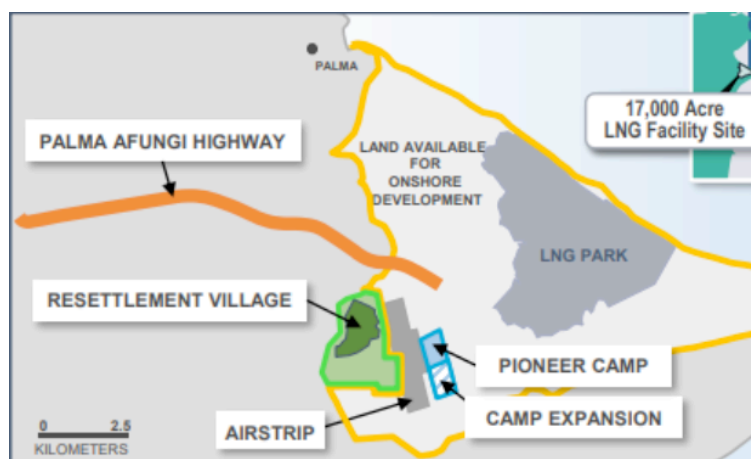 PALMA
17,000 Acre
LNG Facility Site
PALMA AFUNGI HIGHWAY
LAND AVAILABLE
FOR
ONSHORE
DEVELOPMENT
LNG PARK
RESETTLEMENT VILLAGE
PIONEER CAMP
CAMP EXPANSION
AIRSTRIP
0 2.5
KILOMETERS